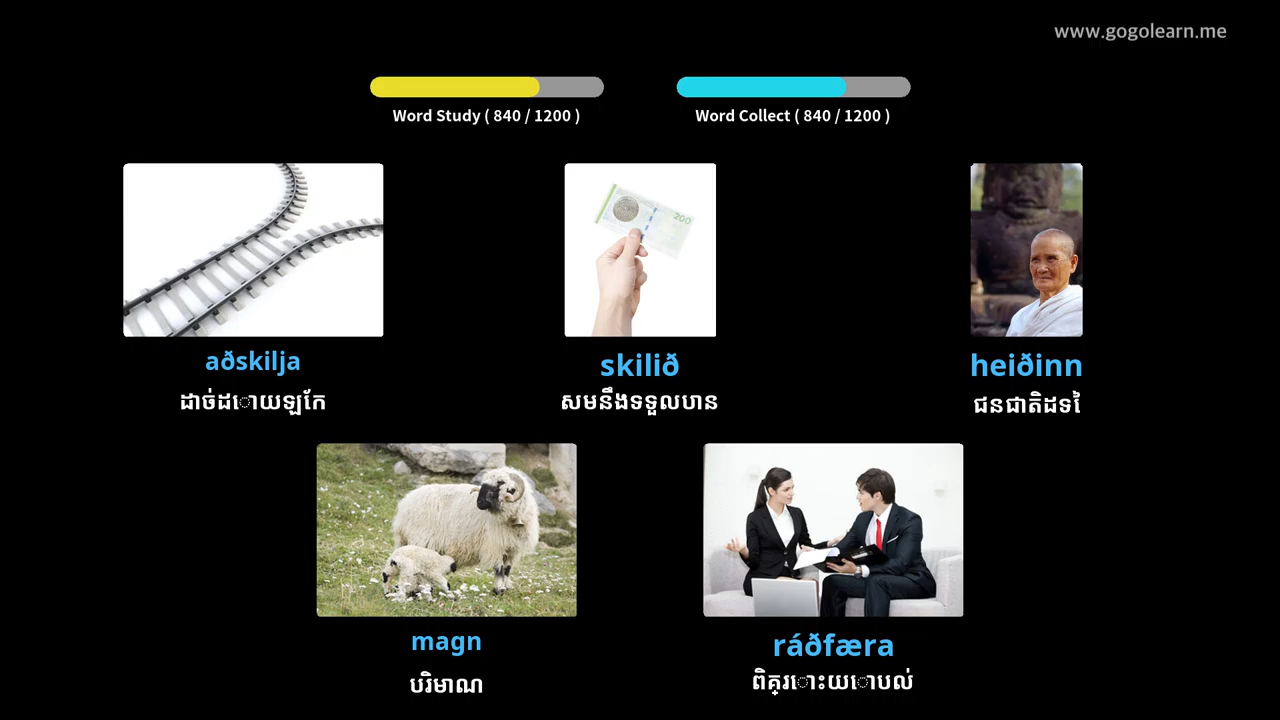 www.gogolearn.me
Word Study ( 840 / 1200 )
Word Collect ( 840 / 1200 )
200
aðskilja
ដាច់ដោយឡកែ
skilið
សមនឹងទទួលបាន
heiðinn
ជនជាតិដទៃ
magn
បរិមាណ
ráðfæra
ពិគ្រោះយោបល់